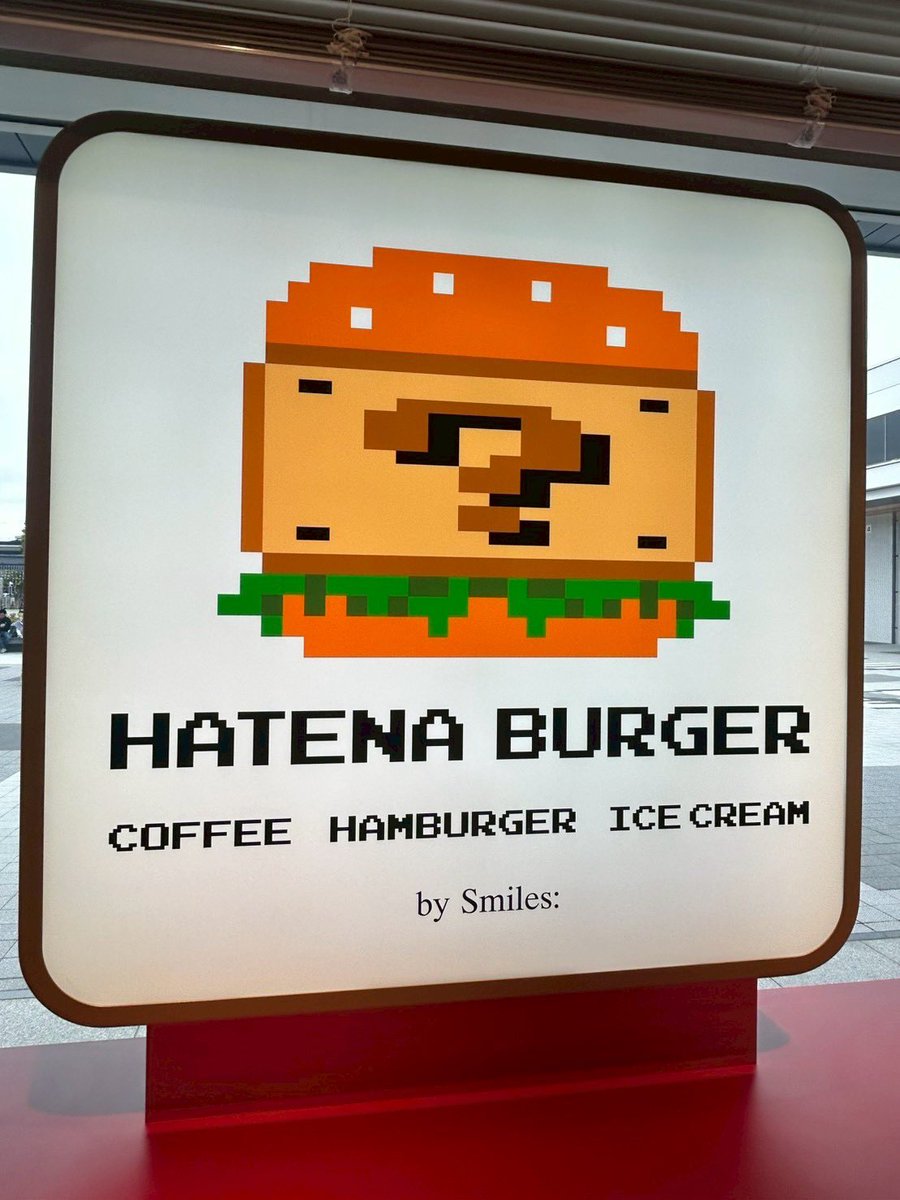 ?
HATENA BURGER
COFFEE HAMBURGER ICE CREAM
by Smiles: